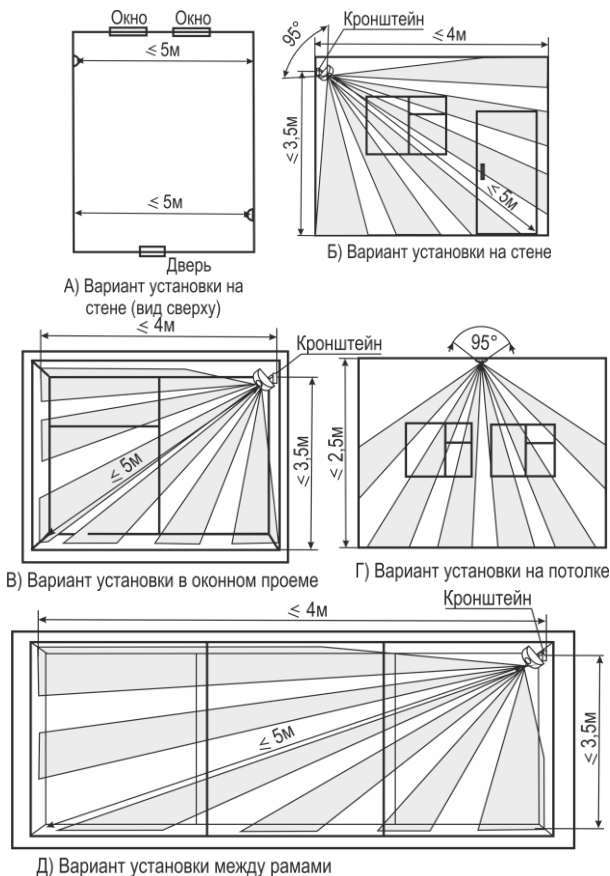 Окно Окно
≤ 5м
≤ 5м
Дверь
А) Вариант установки на
стене (вид сверху)
95°
Кронштейн
≤ 4м
≤ 3,5м
≤ 5м
Б) Вариант установки на стене
≤ 4м
Кронштейн
≤ 5м
≤ 3,5м
В) Вариант установки в оконном проеме
95°
≤ 2,5м
Г) Вариант установки на потолке
≤ 4м
Кронштейн
≤ 5м
≤ 3,5м
Д) Вариант установки между рамами